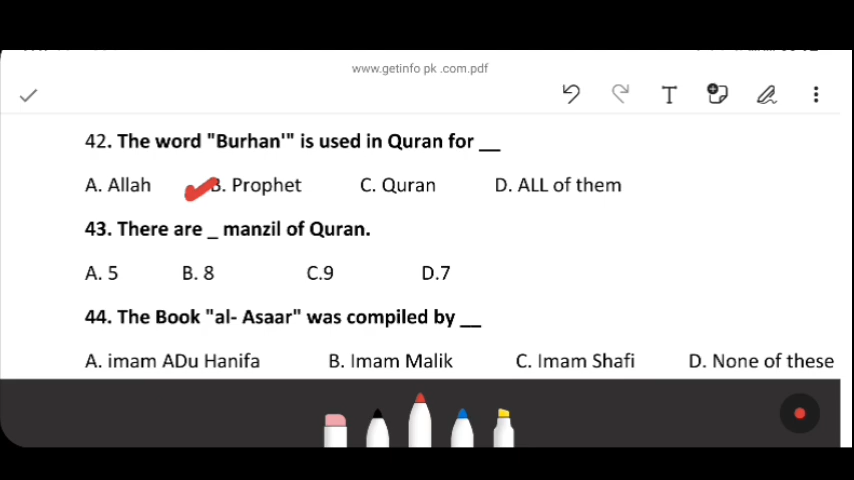 www.getinfo pk .com.pdf
T
42. The word "Burhan'" is used in Quran for __
A. Allah B. Prophet C. Quran D. ALL of them
43. There are _ manzil of Quran.
A. 5 B. 8 C.9 D.7
44. The Book "al- Asaar" was compiled by __
A. imam ADu Hanifa B. Imam Malik C. Imam Shafi D. None of these